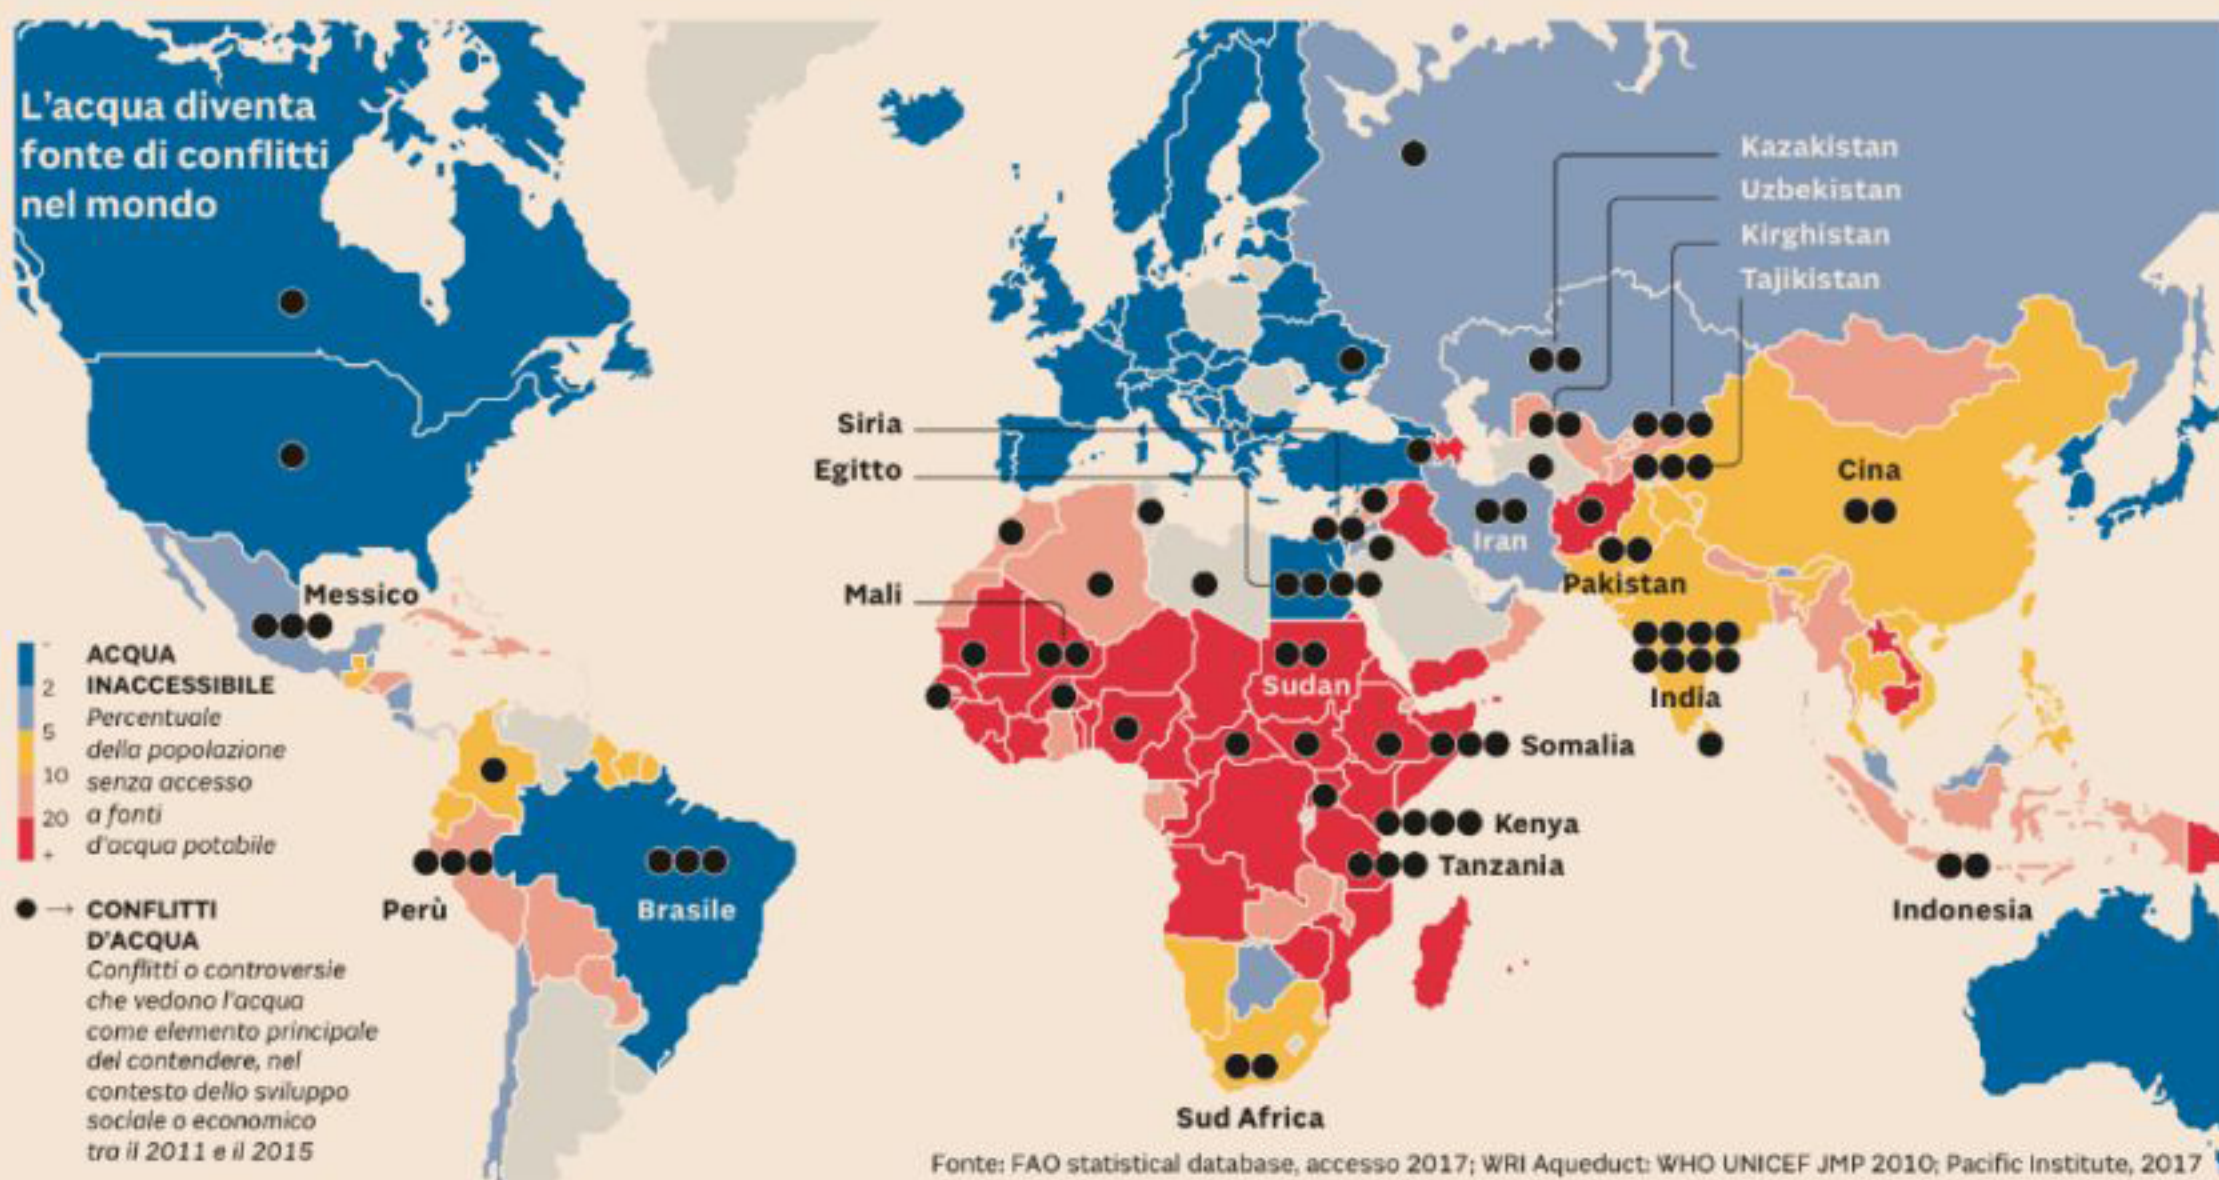 L'acqua diventa
fonte di conflitti
nel mondo
Kazakistan
Uzbekistan
Kirghistan
Tajikistan
Siria
Egitto
Cina
Iran
Messico
Mali
Pakistan
-
2
5
10
20
+
ACQUA
INACCESSIBILE
Percentuale
della popolazione
senza accesso
a fonti
d'acqua potabile
Sudan
India
Somalia
Kenya
Tanzania
Perù
Brasile
Indonesia
→ CONFLITTI
D'ACQUA
Conflitti o controversie
che vedono l'acqua
come elemento principale
del contendere, nel
contesto dello sviluppo
sociale o economico
tra il 2011 e il 2015
Sud Africa
Fonte: FAO statistical database, accesso 2017; WRI Aqueduct: WHO UNICEF JMP 2010; Pacific Institute, 2017